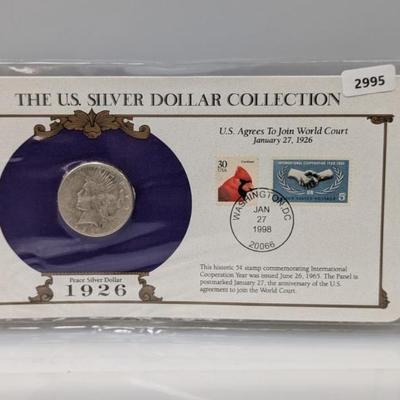 2995
THE U.S. SILVER DOLLAR COLLECTION
U.S. Agrees To Join World Court
January 27, 1926
30
USA
Cardinal
INTERNATIONAL COOPERATION YEAR 1965
UNITED STATES POSTAGE
5
WASHINGTON, DC
JAN
27
1998
20066
This historic 5¢ stamp commemorating International
Cooperation Year was issued June 26, 1965. The Panel is
postmarked January 27, the anniversary of the U.S.
agreement to join the World Court.
Peace Silver Dollar
1926